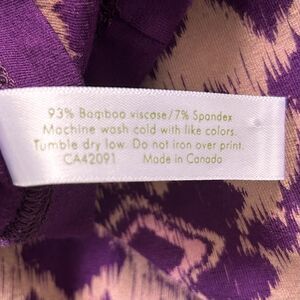 93% Bamboo viscose/7% Spandex
Machine wash cold with like colors.
Tumble dry low. Do not iron over print.
CA42091 Made in Canada